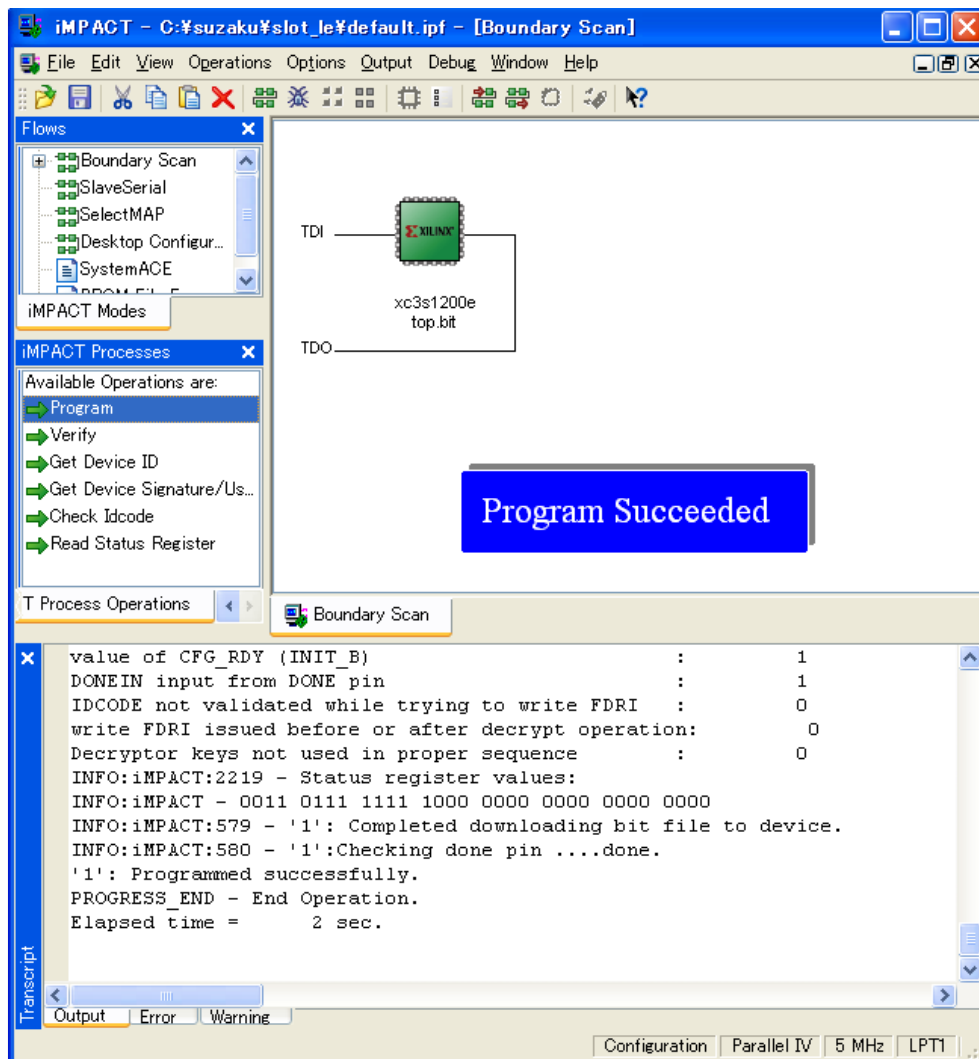 iMPACT - C:¥suzaku¥slot_le¥default.ipf - [Boundary Scan]
File Edit View Operations Options Output Debug Window Help
Flows
Boundary Scan
SlaveSerial
SelectMAP
Desktop Configur...
SystemACE
iMPACT Modes
iMPACT Processes
Available Operations are:
Program
Verify
Get Device ID
Get Device Signature/Us...
Check Idcode
Read Status Register
T Process Operations
TDI
XILINX
xc3s1200e
top.bit
TDO
Program Succeeded
Boundary Scan
value of CFG_RDY (INIT_B) : 1
DONEIN input from DONE pin : 1
IDCODE not validated while trying to write FDRI : 0
write FDRI issued before or after decrypt operation: 0
Decryptor keys not used in proper sequence : 0
INFO:iMPACT:2219 - Status register values:
INFO:iMPACT - 0011 0111 1111 1000 0000 0000 0000 0000
INFO:iMPACT:579 - '1': Completed downloading bit file to device.
INFO:iMPACT:580 - '1':Checking done pin ....done.
'1': Programmed successfully.
PROGRESS_END - End Operation.
Elapsed time = 2 sec.
Transcript
Output Error Warning
Configuration Parallel IV 5 MHz LPT1